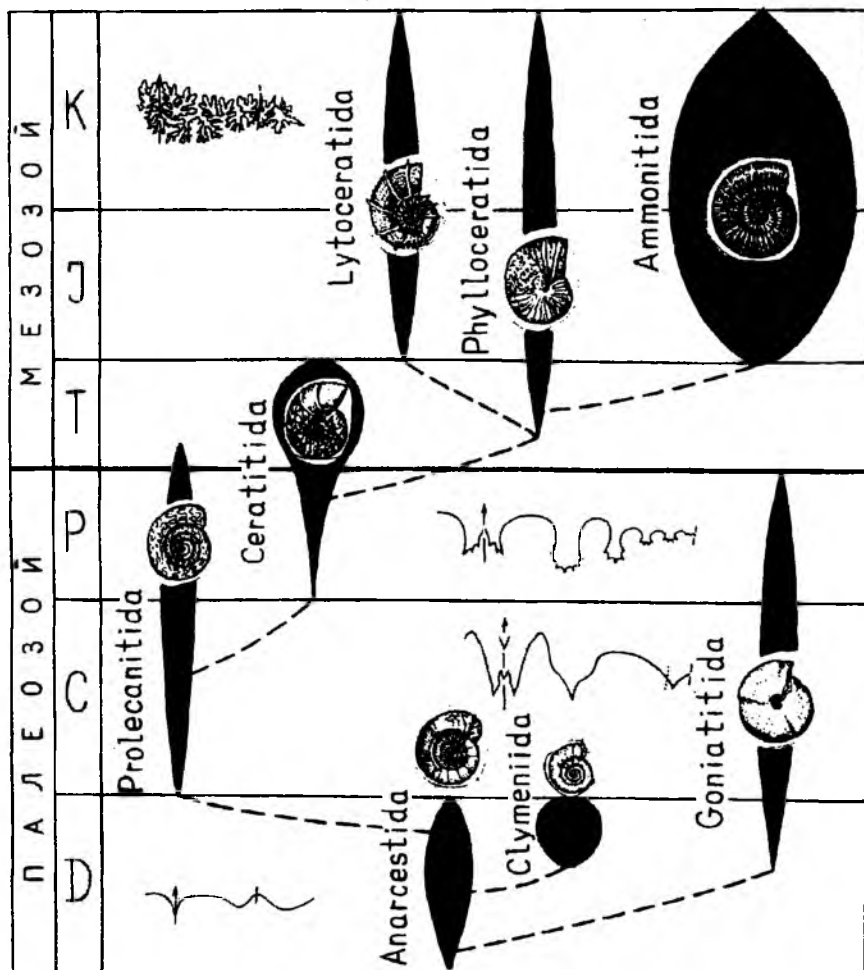 МЕЗОЗОЙ
ПАЛЕОЗОЙ
K
J
T
P
C
D
Lytoceratida
Phylloceratida
Ammonitida
Ceratitida
Prolecanitida
Anarcestida
Clymeniida
Goniatitida
V